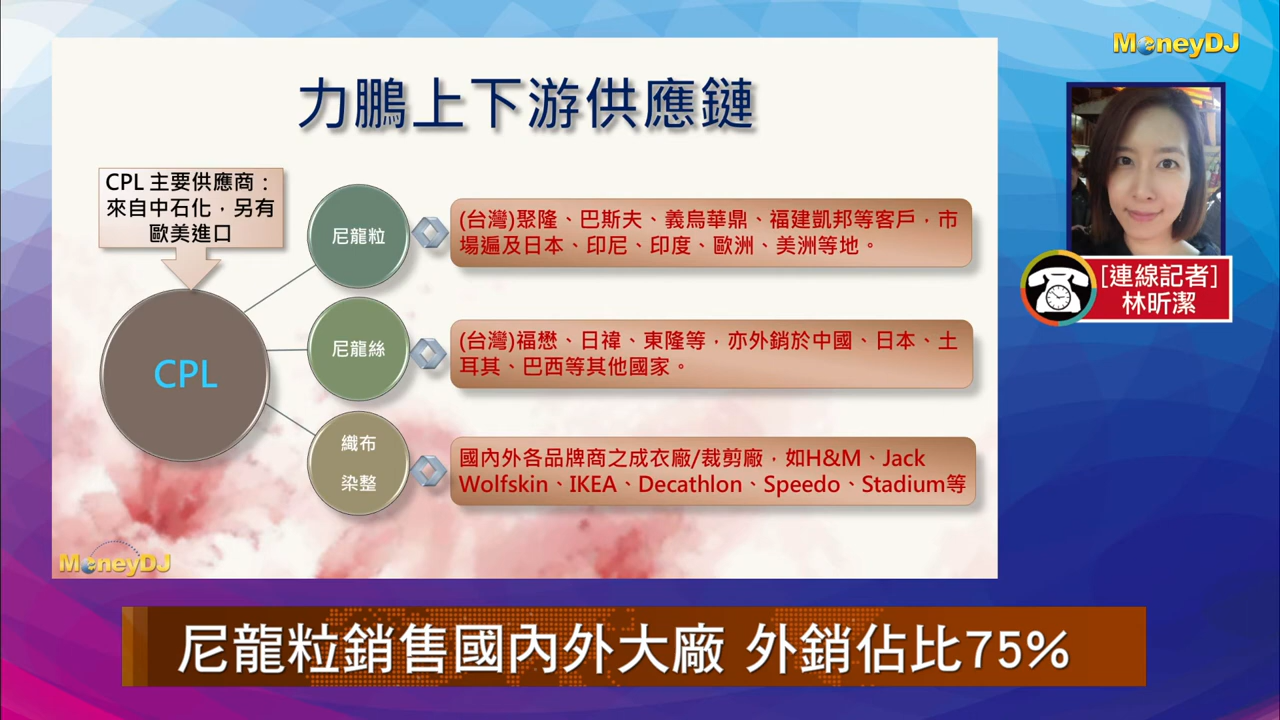 MoneyDJ
力鵬上下游供應鏈
CPL 主要供應商：
來自中石化，另有
歐美進口
CPL
尼龍粒
(台灣)聚隆、巴斯夫、義烏華鼎、福建凱邦等客戶，市
場遍及日本、印尼、印度、歐洲、美洲等地。
尼龍絲
(台灣)福懋、日禕、東隆等，亦外銷於中國、日本、土
耳其、巴西等其他國家。
織布
染整
國內外各品牌商之成衣廠/裁剪廠，如H&M、Jack
Wolfskin、IKEA、Decathlon、Speedo、Stadium等
[連線記者]
林昕潔
MoneyDJ
尼龍粒銷售國內外大廠 外銷佔比75%